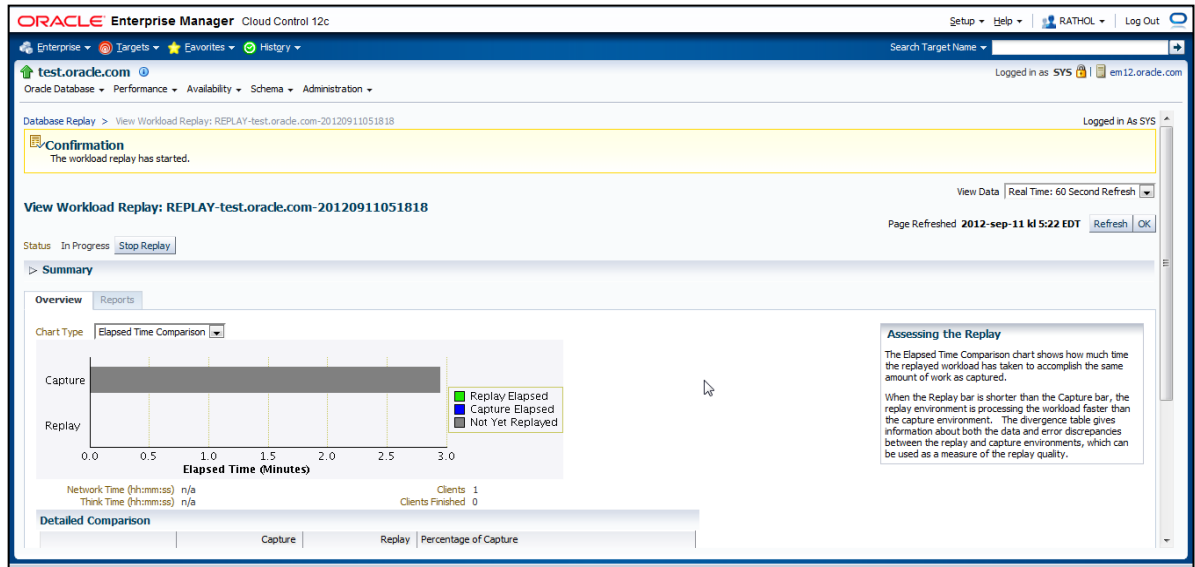 ORACLE Enterprise Manager Cloud Control 12c
Setup Help RATHOL Log Out
Enterprise Targets Favorites History
Search Target Name
test.oracle.com
Logged in as SYS em12.oracle.com
Oracle Database Performance Availability Schema Administration
Database Replay > View Workload Replay: REPLAY-test.oracle.com-20120911051818
Logged in As SYS
Confirmation
The workload replay has started.
View Data Real Time: 60 Second Refresh
View Workload Replay: REPLAY-test.oracle.com-20120911051818
Page Refreshed 2012-sep-11 kl 5:22 EDT Refresh OK
Status In Progress Stop Replay
Summary
Overview Reports
Chart Type Elapsed Time Comparison
Capture
Replay
0.0 0.5 1.0 1.5 2.0 2.5 3.0
Elapsed Time (Minutes)
Replay Elapsed
Capture Elapsed
Not Yet Replayed
Network Time (hh:mm:ss) n/a
Think Time (hh:mm:ss) n/a
Clients 1
Clients Finished 0
Detailed Comparison
Capture Replay Percentage of Capture
Assessing the Replay
The Elapsed Time Comparison chart shows how much time
the replayed workload has taken to accomplish the same
amount of work as captured.
When the Replay bar is shorter than the Capture bar, the
replay environment is processing the workload faster than
the capture environment. The divergence table gives
information about both the data and error discrepancies
between the replay and capture environments, which can
be used as a measure of the replay quality.